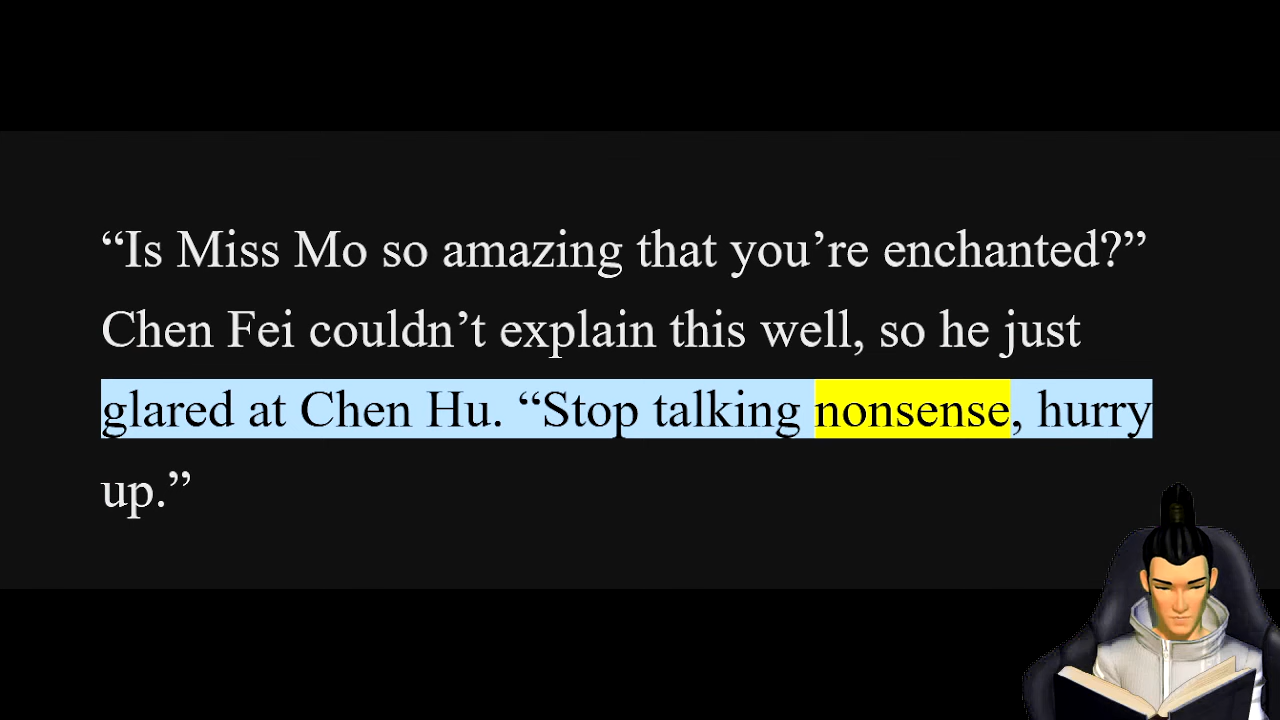 “Is Miss Mo so amazing that you’re enchanted?”
Chen Fei couldn’t explain this well, so he just
glared at Chen Hu. “Stop talking nonsense, hurry
up.”